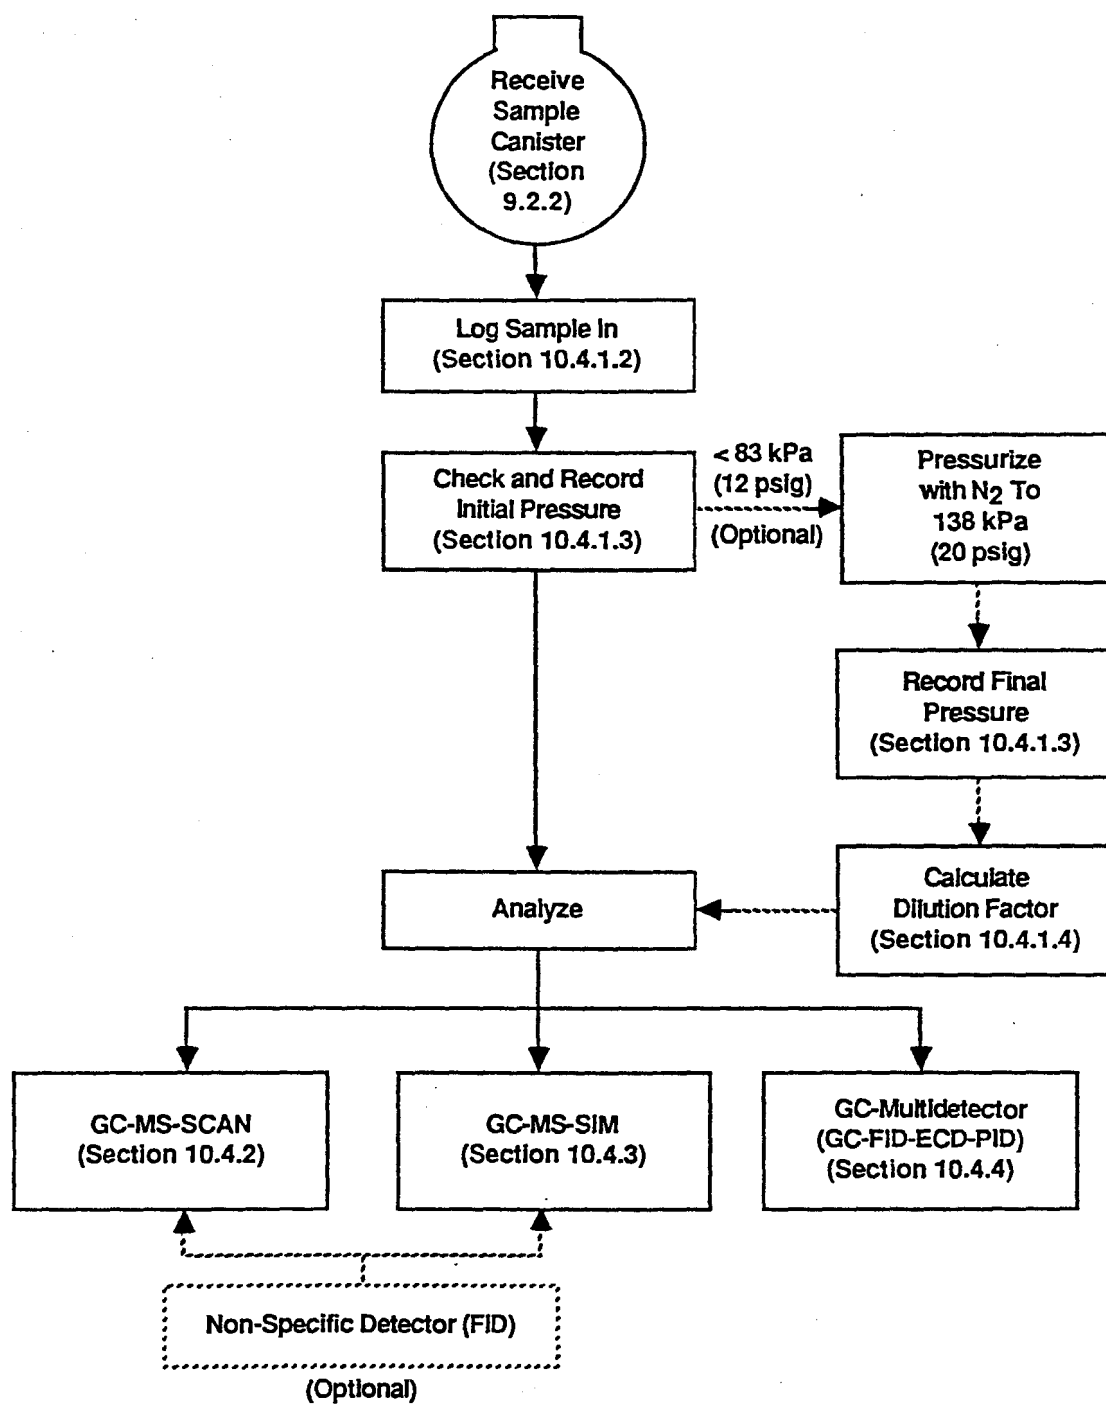 Receive
Sample
Canister
(Section
9.2.2)
Log Sample In
(Section 10.4.1.2)
Check and Record
Initial Pressure
(Section 10.4.1.3)
< 83 kPa
(12 psig)
(Optional)
Pressurize
with N2 To
138 kPa
(20 psig)
Record Final
Pressure
(Section 10.4.1.3)
Calculate
Dilution Factor
(Section 10.4.1.4)
Analyze
GC-MS-SCAN
(Section 10.4.2)
GC-MS-SIM
(Section 10.4.3)
GC-Multidetector
(GC-FID-ECD-PID)
(Section 10.4.4)
Non-Specific Detector (FID)
(Optional)